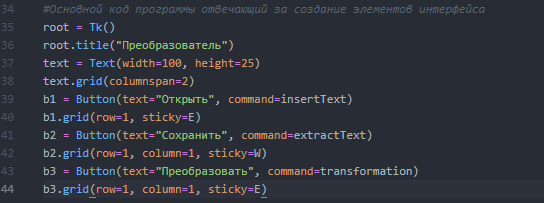 34 #Основной код программы отвечающий за создание элементов интерфейса
35 root = Tk()
36 root.title("Преобразователь")
37 text = Text(width=100, height=25)
38 text.grid(columnspan=2)
39 b1 = Button(text="Открыть", command=insertText)
40 b1.grid(row=1, sticky=E)
41 b2 = Button(text="Сохранить", command=extractText)
42 b2.grid(row=1, column=1, sticky=W)
43 b3 = Button(text="Преобразовать", command=transformation)
44 b3.grid(row=1, column=1, sticky=E)